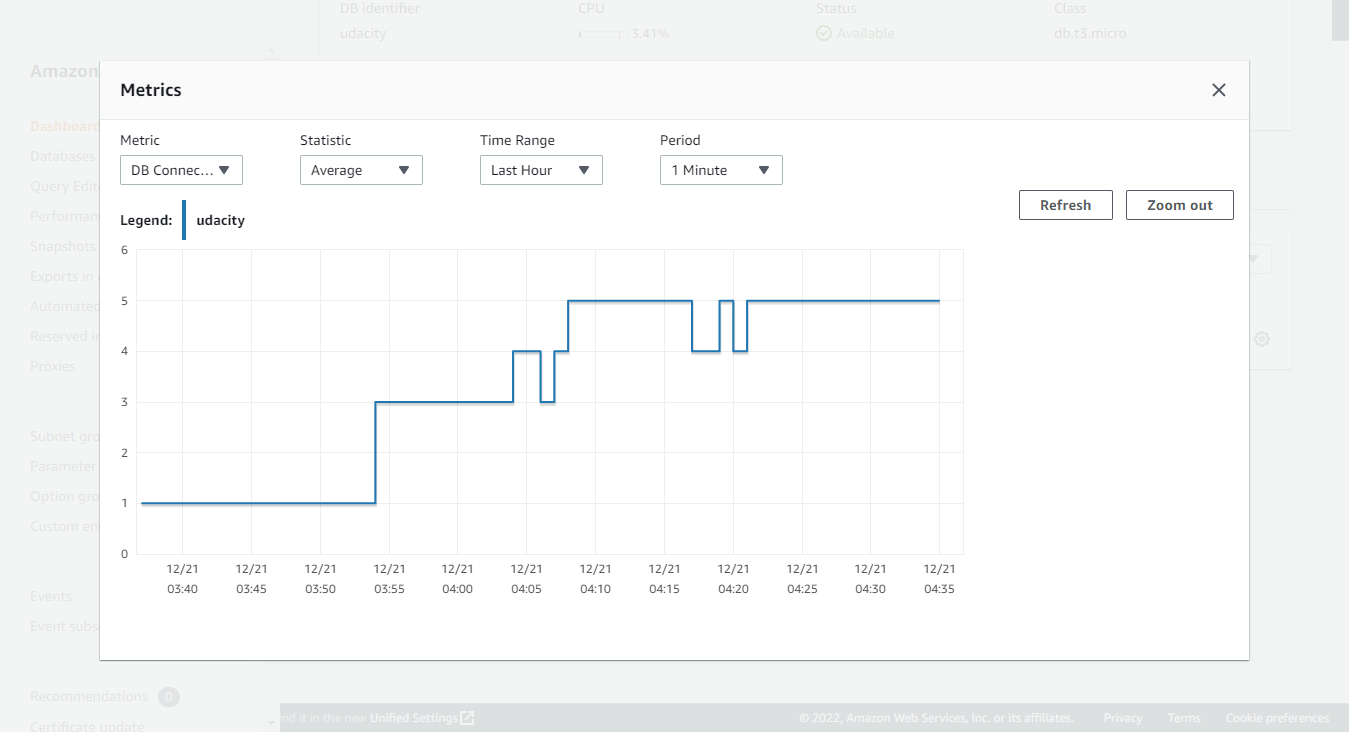 DB identifier CPU Status Class
udacity 3.41% Available db.t3.micro
Amazon
Metrics
Dashboard
Databases
Query Edit
Performan
Snapshots
Exports in
Automated
Reserved in
Proxies
Subnet gro
Parameter
Option gro
Custom en
Events
Event subs
Recommendations 0
Certificate update
Metric Statistic Time Range Period
DB Connec... Average Last Hour 1 Minute
Refresh Zoom out
Legend: udacity
6
5
4
3
2
1
0
12/21 12/21 12/21 12/21 12/21 12/21 12/21 12/21 12/21 12/21 12/21 12/21
03:40 03:45 03:50 03:55 04:00 04:05 04:10 04:15 04:20 04:25 04:30 04:35
ind it in the new Unified Settings © 2022, Amazon Web Services, Inc. or its affiliates. Privacy Terms Cookie preferences